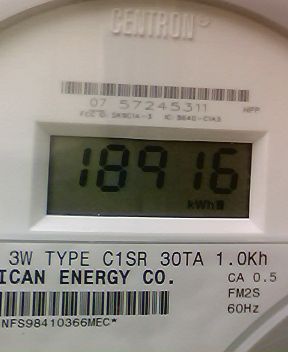 CENTRON
07 57245311
18916
kWh
3W TYPE C1SR 30TA 1.0Kh
ICAN ENERGY CO.
CA 0.5
FM2S
60Hz
NFS98410366MEC*